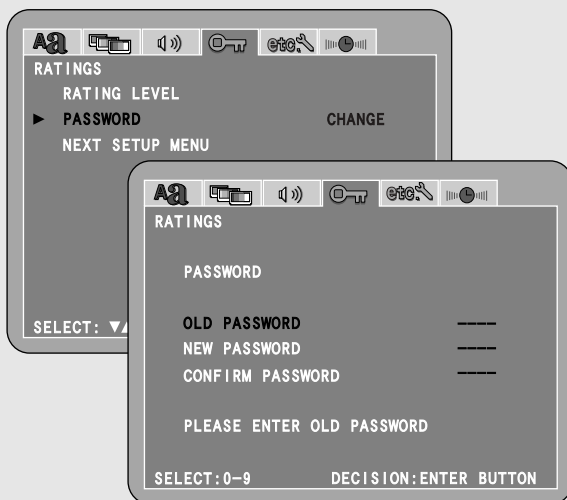 Aa etc.
RATINGS
RATING LEVEL
► PASSWORD CHANGE
NEXT SETUP MENU
SELECT: ▼▲
Aa etc.
RATINGS
PASSWORD
OLD PASSWORD ----
NEW PASSWORD ----
CONFIRM PASSWORD ----
PLEASE ENTER OLD PASSWORD
SELECT:0-9 DECISION:ENTER BUTTON